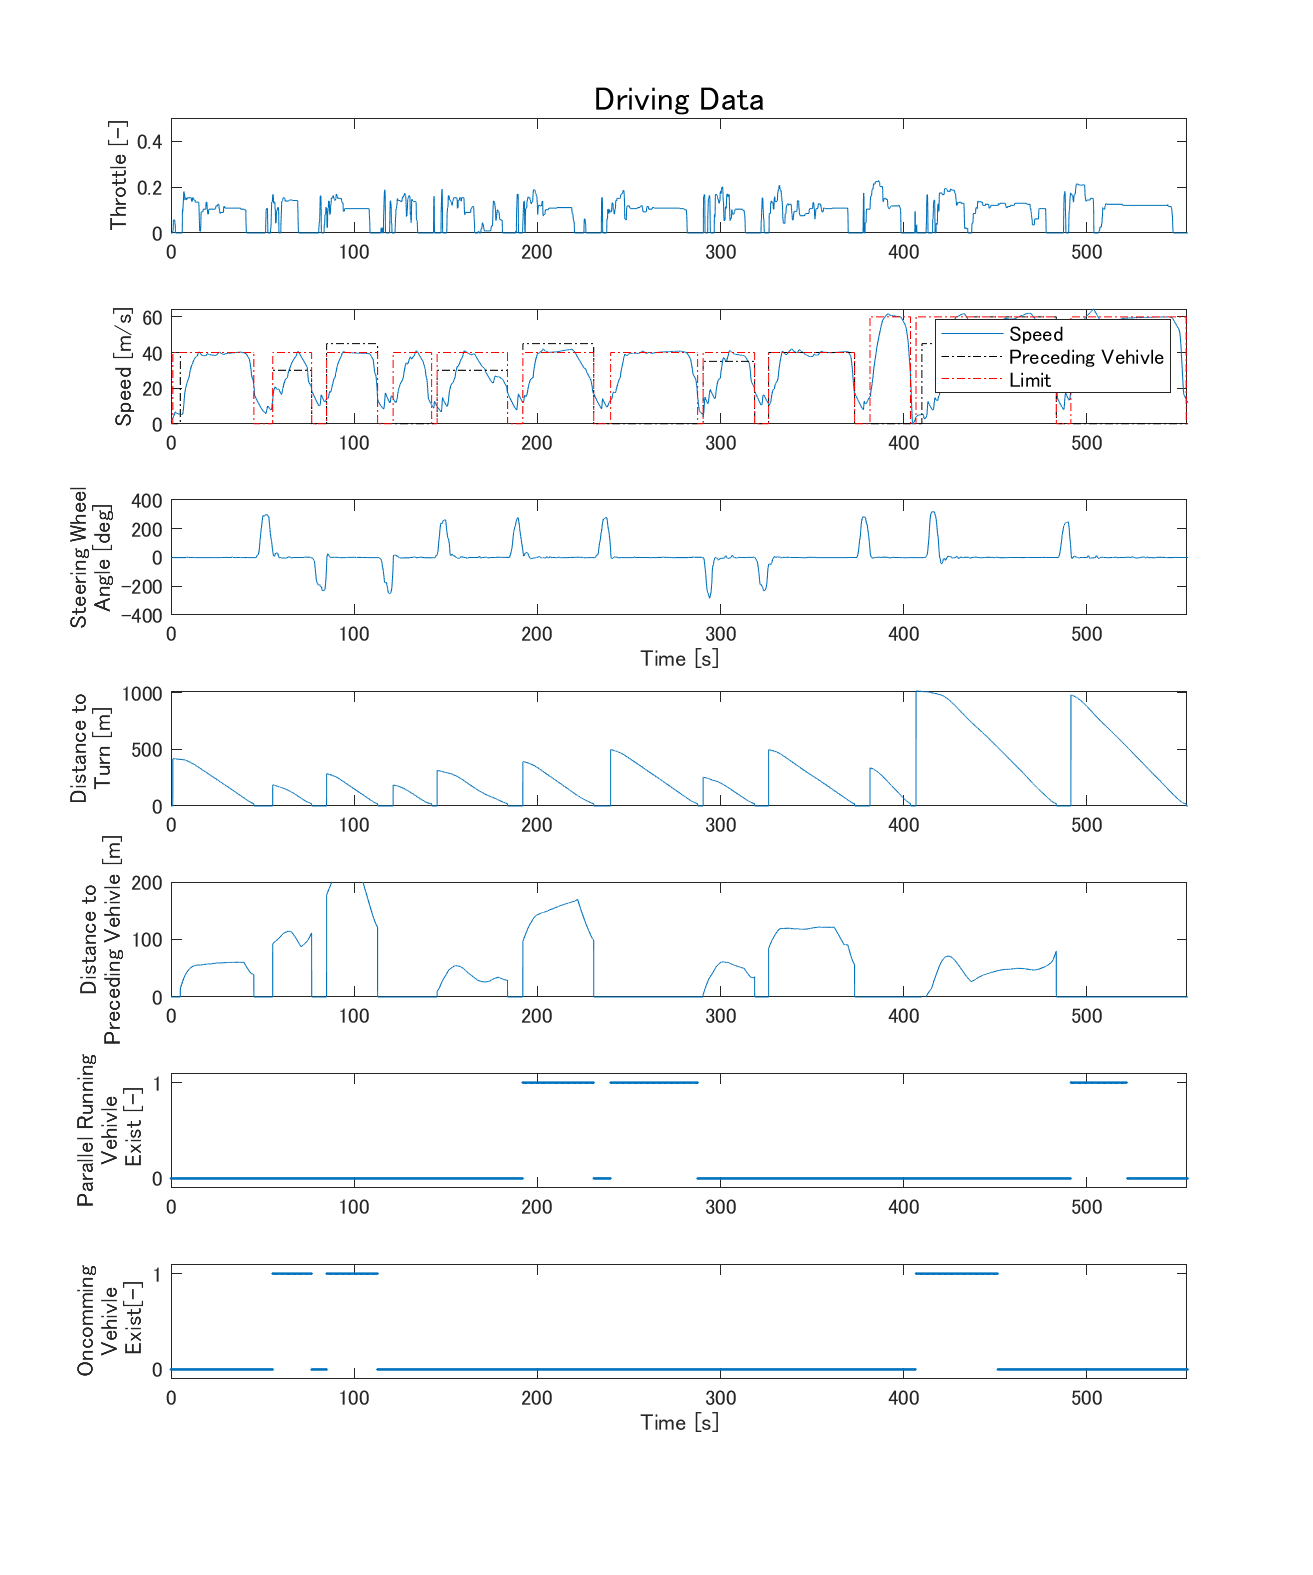 Driving Data
Throttle [-]
0.4
0.2
0
0 100 200 300 400 500
Speed [m/s]
60
40
20
0
Speed
Preceding Vehivle
Limit
0 100 200 300 400 500
Steering Wheel
Angle [deg]
400
200
0
-200
-400
0 100 200 300 400 500
Time [s]
Distance to
Turn [m]
1000
500
0
0 100 200 300 400 500
Distance to
Preceding Vehivle [m]
200
100
0
0 100 200 300 400 500
Parallel Running
Vehivle
Exist [-]
1
0
0 100 200 300 400 500
Oncomming
Vehivle
Exist[-]
1
0
0 100 200 300 400 500
Time [s]